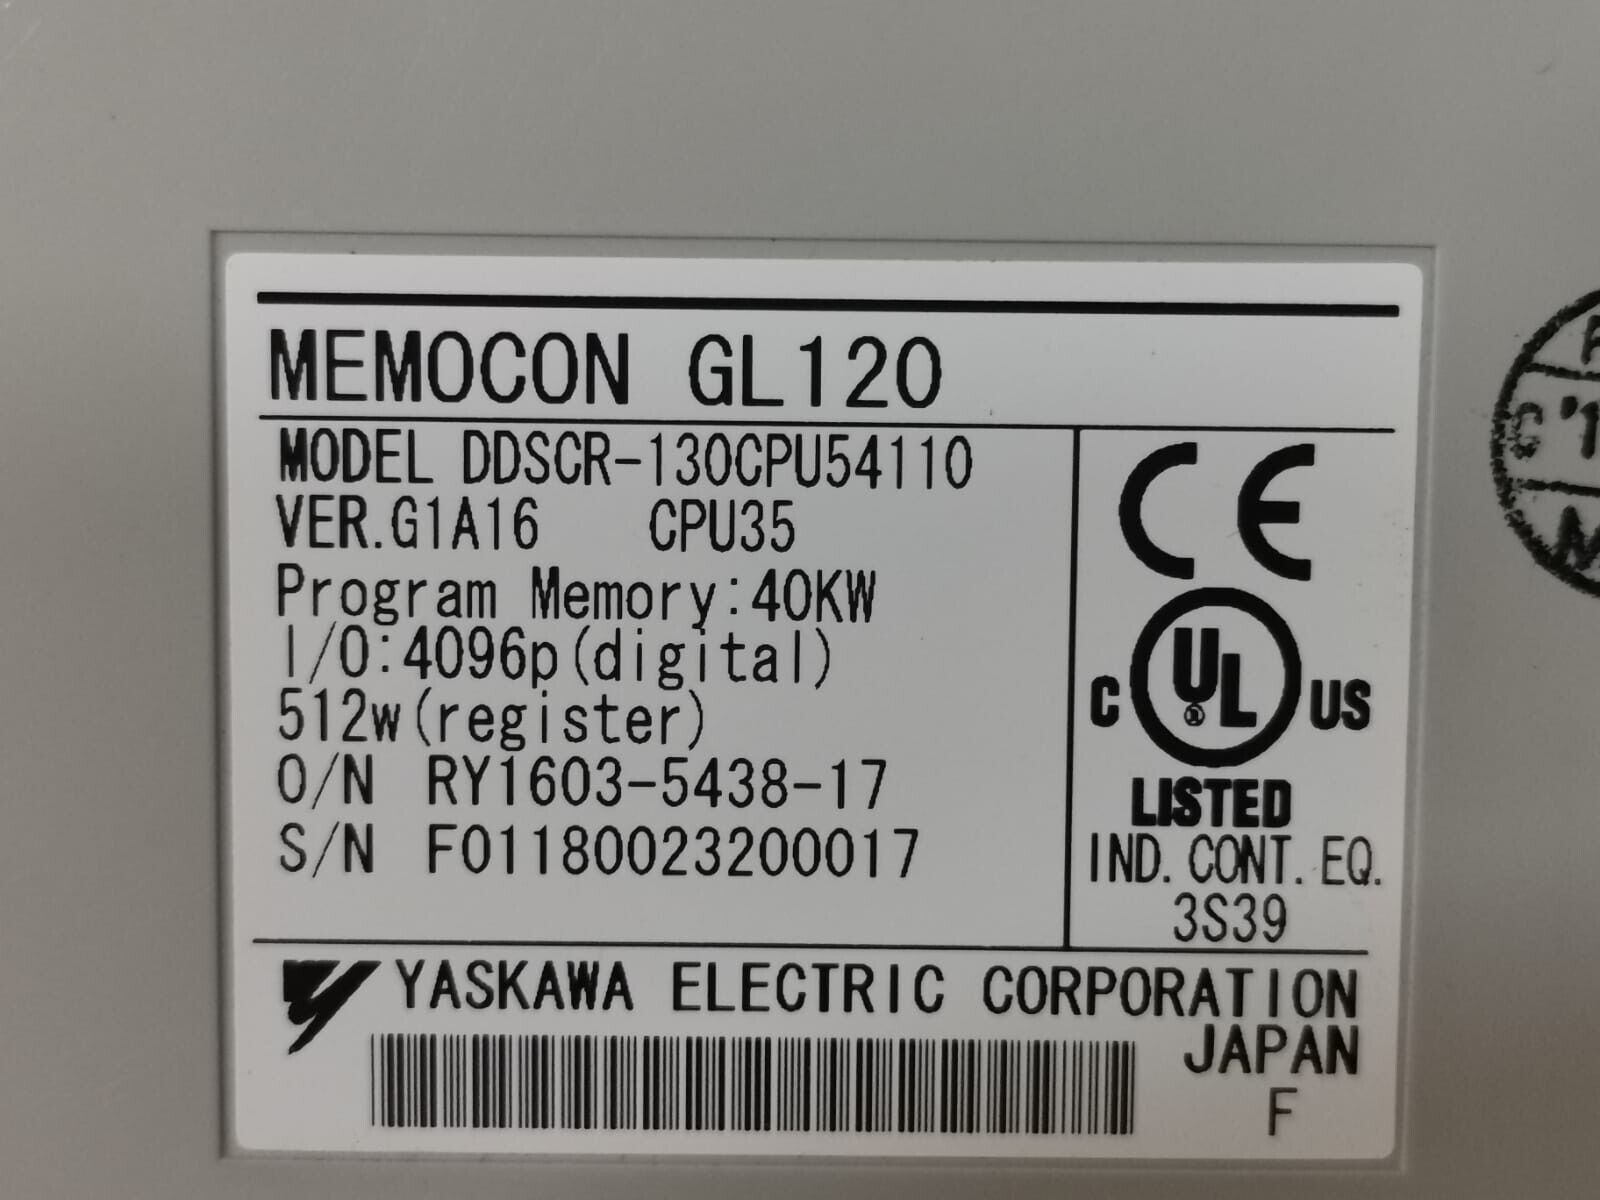 MEMOCON GL120
MODEL DDSCR-130CPU54110
VER.G1A16 CPU35
Program Memory:40KW
I/O:4096p(digital)
512w(register)
O/N RY1603-5438-17
S/N F01180023200017
CE
C UL US
®
LISTED
IND. CONT. EQ.
3S39
YASKAWA ELECTRIC CORPORATION
JAPAN
F